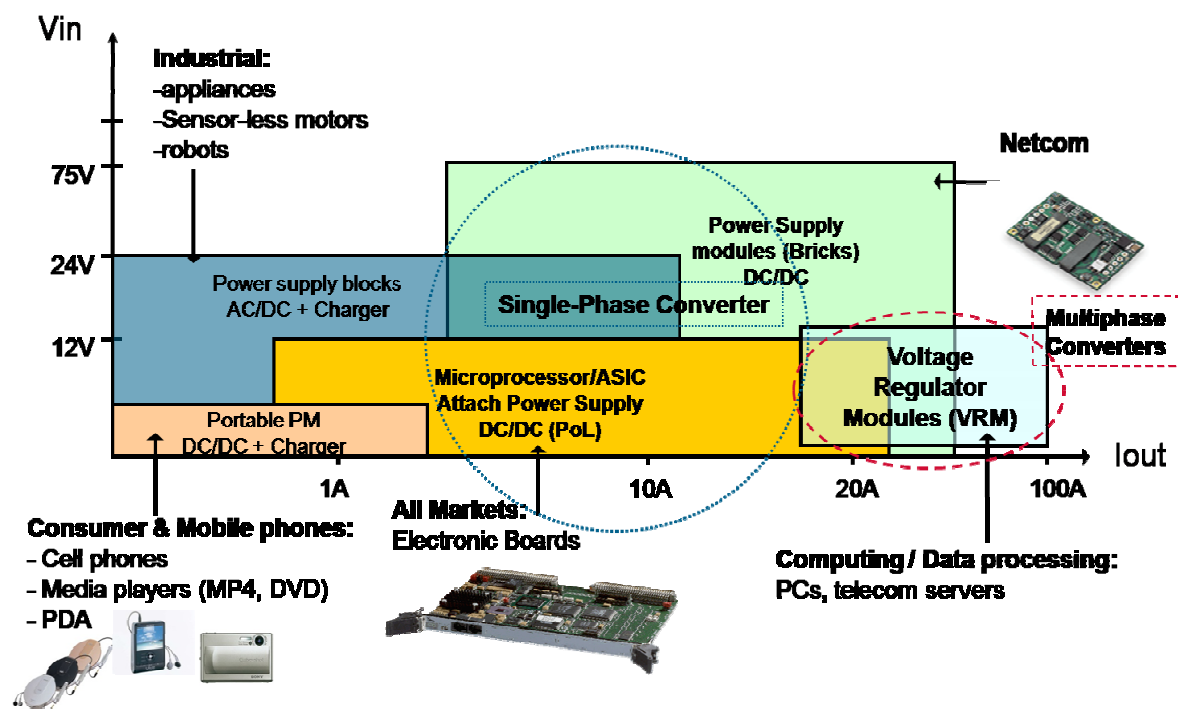 Vin
Industrial:
-appliances
-Sensor-less motors
-robots
Netcom
75V
Power Supply
modules (Bricks)
DC/DC
24V
Power supply blocks
AC/DC + Charger
Single-Phase Converter
Multiphase
Converters
12V
Voltage
Regulator
Modules (VRM)
Microprocessor/ASIC
Attach Power Supply
DC/DC (PoL)
Portable PM
DC/DC + Charger
Iout
1A
10A
20A
100A
Consumer & Mobile phones:
- Cell phones
- Media players (MP4, DVD)
- PDA
All Markets:
Electronic Boards
Computing / Data processing:
PCs, telecom servers